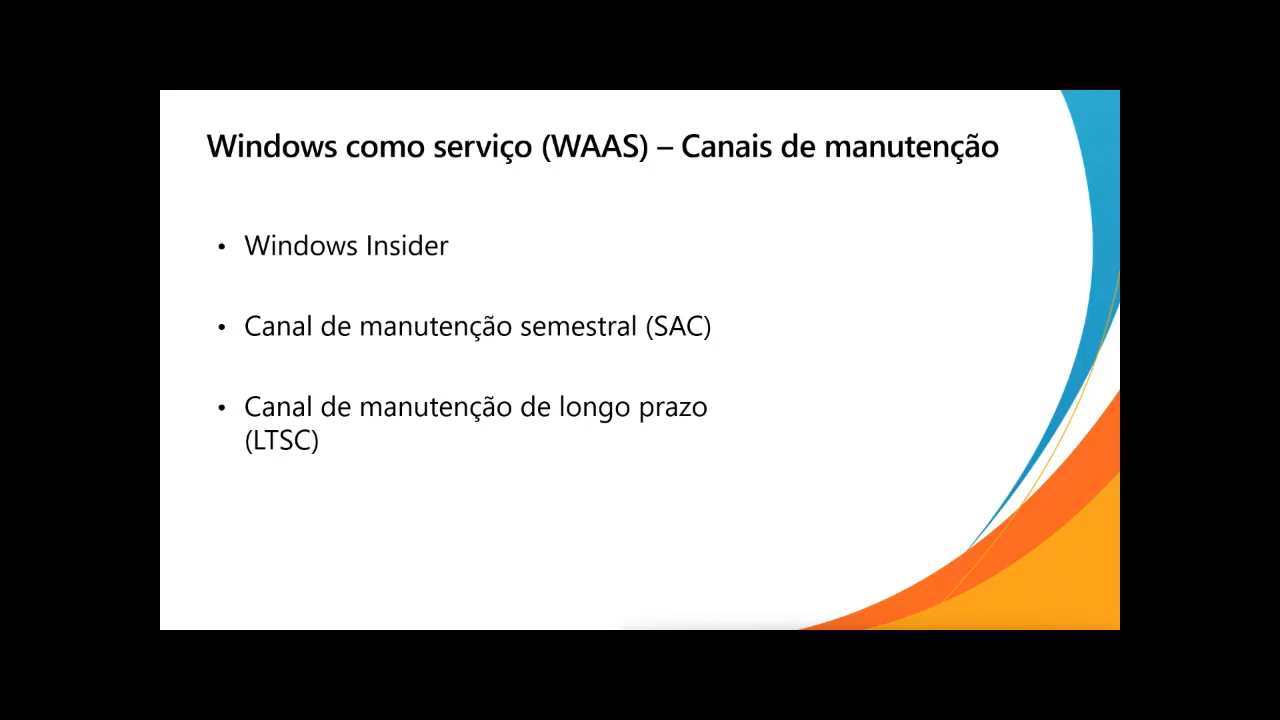 Windows como serviço (WAAS) – Canais de manutenção
• Windows Insider
• Canal de manutenção semestral (SAC)
• Canal de manutenção de longo prazo
(LTSC)